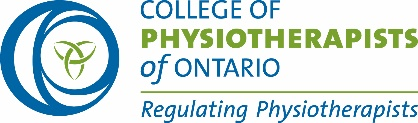 COLLEGE OF
PHYSIOTHERAPISTS
of ONTARIO
Regulating Physiotherapists